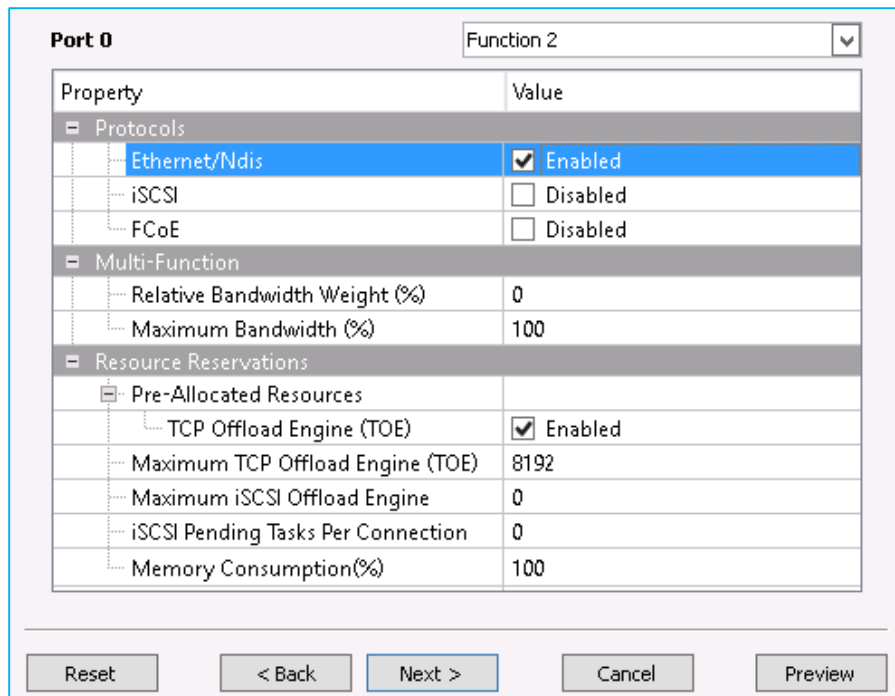 Port 0 Function 2
Property Value
Protocols
Ethernet/Ndis Enabled
iSCSI Disabled
FCoE Disabled
Multi-Function
Relative Bandwidth Weight (%) 0
Maximum Bandwidth (%) 100
Resource Reservations
Pre-Allocated Resources
TCP Offload Engine (TOE) Enabled
Maximum TCP Offload Engine (TOE) 8192
Maximum iSCSI Offload Engine 0
iSCSI Pending Tasks Per Connection 0
Memory Consumption(%) 100
Reset < Back Next > Cancel Preview